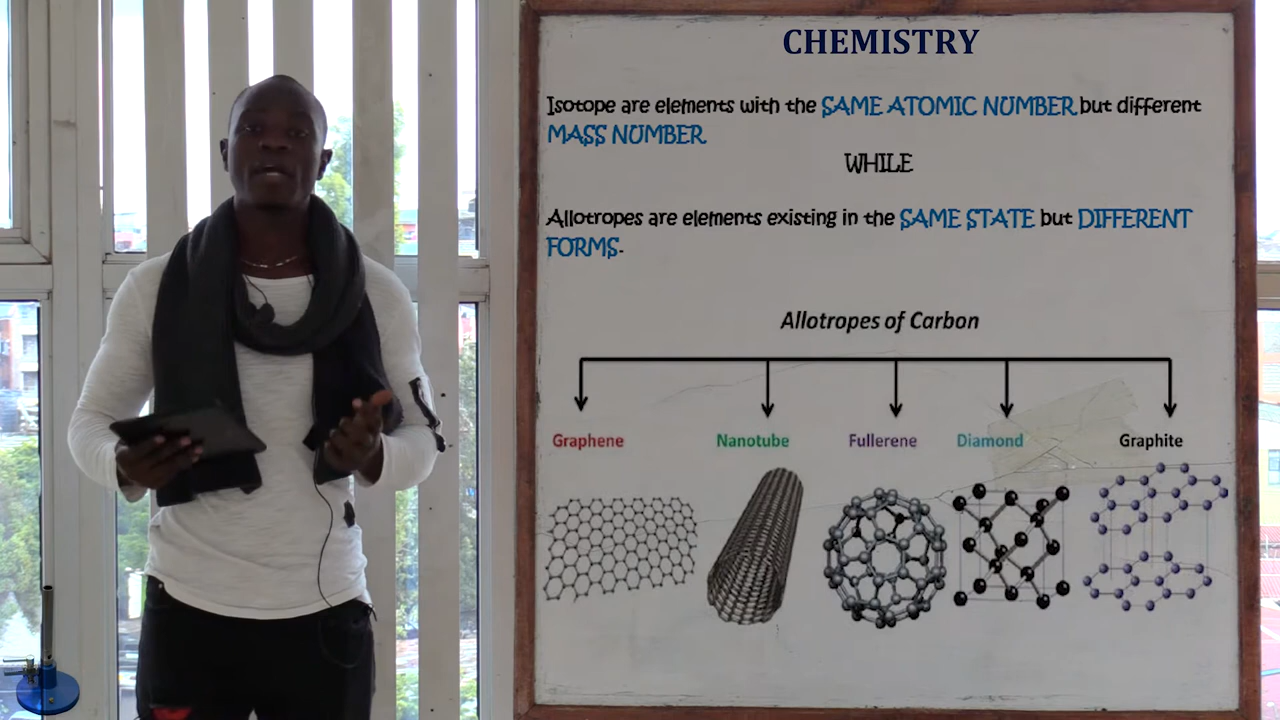 CHEMISTRY
Isotope are elements with the SAME ATOMIC NUMBER but different
MASS NUMBER
WHILE
Allotropes are elements existing in the SAME STATE but DIFFERENT
FORMS.
Allotropes of Carbon
Graphene Nanotube Fullerene Diamond Graphite